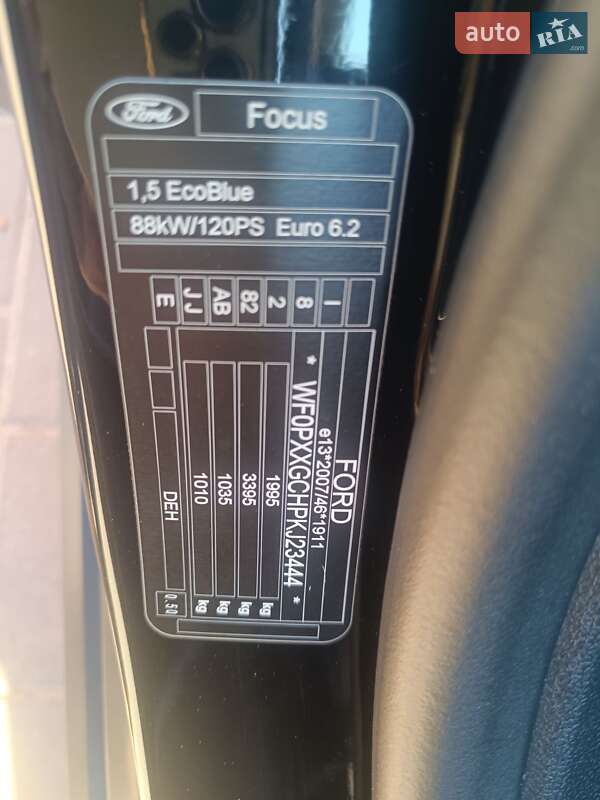 auto RIA .com
Ford Focus
1,5 EcoBlue
88kW/120PS Euro 6.2
E JJ AB 82 2 8 I
FORD
e13*2007/46*1911
* WF0PXXGCHPKJ23444 *
1995 kg
3395 kg
1035 kg
1010 kg
DEH 0.50